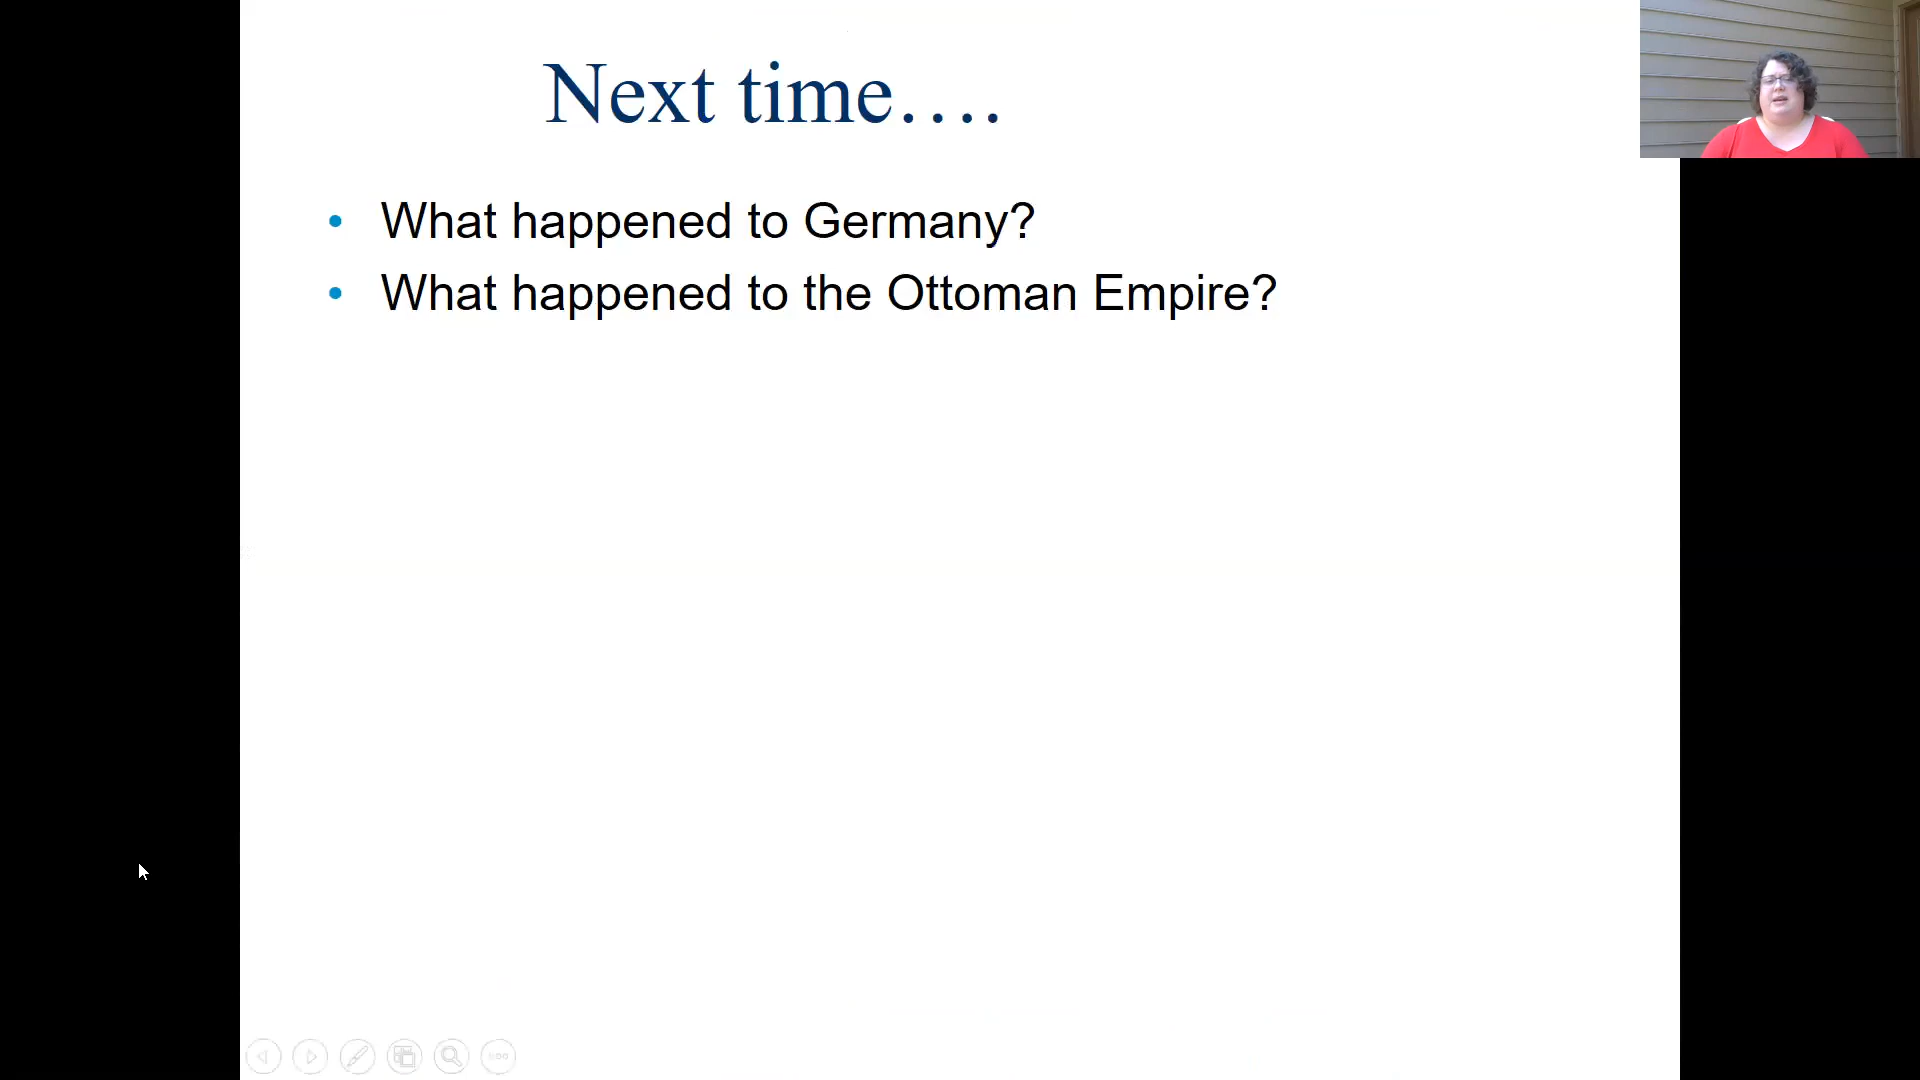 Next time….
• What happened to Germany?
• What happened to the Ottoman Empire?